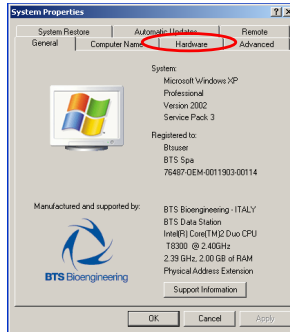 System Properties
System Restore
Automatic Updates
Remote
General
Computer Name
Hardware
Advanced
System:
Microsoft Windows XP
Professional
Version 2002
Service Pack 3
Registered to:
Btsuser
BTS Spa
76487-OEM-0011903-00114
Manufactured and supported by:
BTS Bioengineering - ITALY
BTS Data Station
Intel(R) Core(TM)2 Duo CPU
T8300 @ 2.40GHz
2.39 GHz, 2.00 GB of RAM
Physical Address Extension
BTS Bioengineering
Support Information
OK
Cancel
Apply